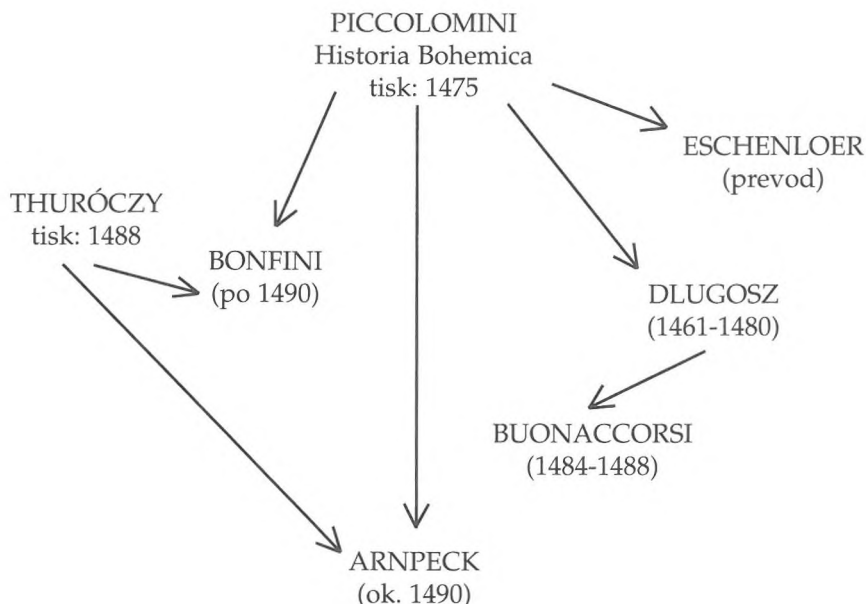 PICCOLOMINI
Historia Bohemica
tisk: 1475
ESCHENLOER
(prevod)
THURÓCZY
tisk: 1488
BONFINI
(po 1490)
DLUGOSZ
(1461-1480)
BUONACCORSI
(1484-1488)
ARNPECK
(ok. 1490)